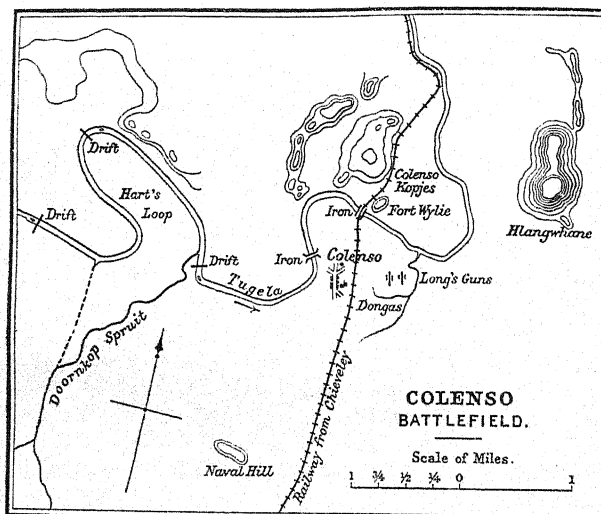 Drift
Hart's
Loop
Drift
Drift
Tugela
Doornkop Spruit
Iron
Colenso
Iron
Colenso
Kopjes
Fort Wylie
Hlangwhane
Long's Guns
Dongas
Railway from Chieveley
Naval Hill
COLENSO
BATTLEFIELD.
Scale of Miles.
1 ¾ ½ ¼ 0 1